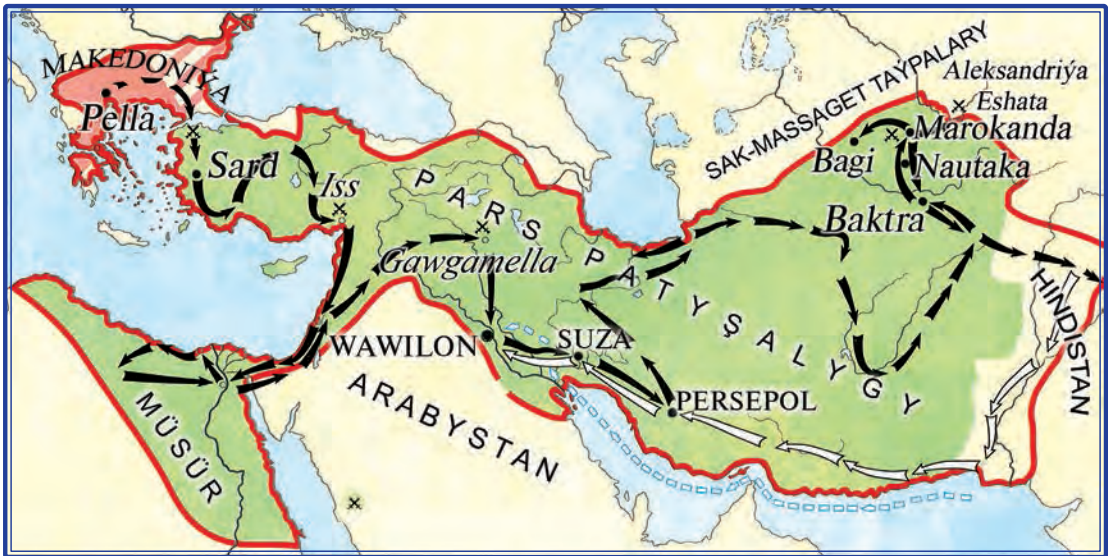 MAKEDONIÝA
Pella
Sard
Iss
Gawgamella
PARS PATYŞALYGY
SAK-MASSAGET TAÝPALARY
Aleksandriýa
Eshata
Marokanda
Bagi
Nautaka
Baktra
HINDISTAN
WAWILON
SUZA
PERSEPOL
ARABYSTAN
MÜSÜR